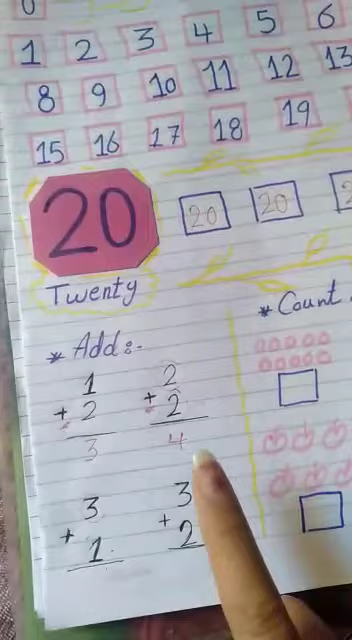 0
1 2 3 4 5 6
8 9 10 11 12 13
15 16 17 18 19
20 20 20
Twenty
* Add:-
* Count
1 2
+ 2 + 2
3 4
3 3
+ 1 + 2